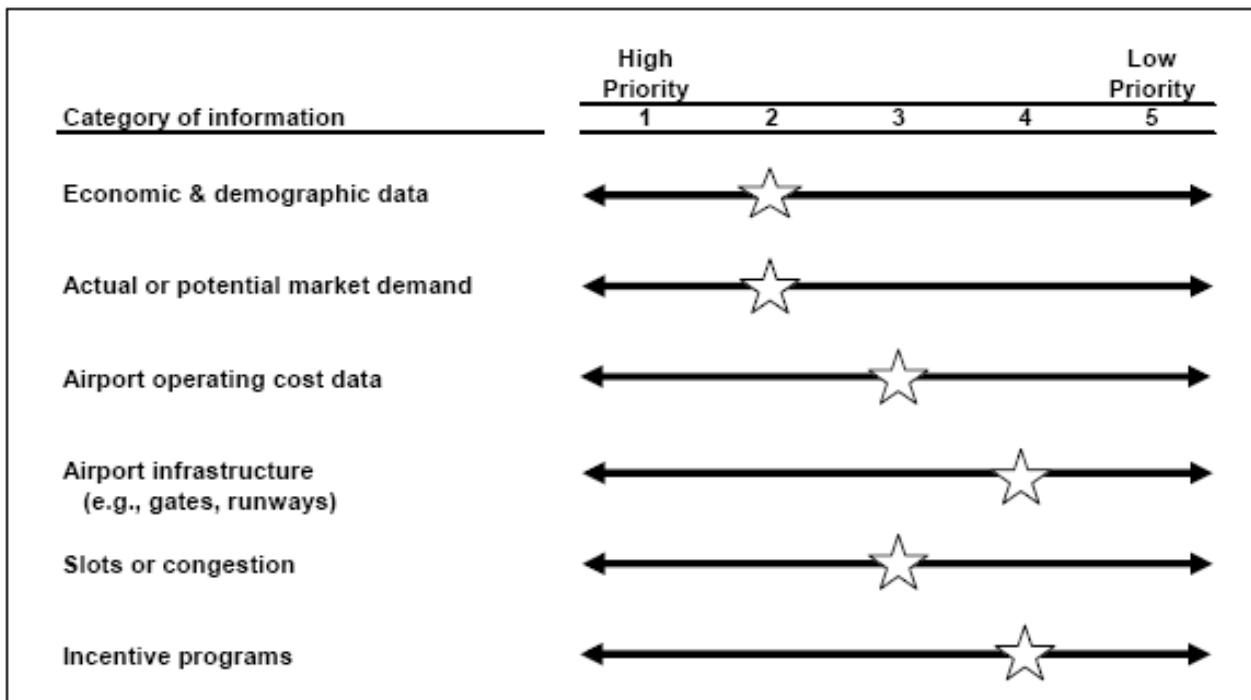 High Priority
Low Priority
Category of information
1 2 3 4 5
Economic & demographic data
Actual or potential market demand
Airport operating cost data
Airport infrastructure
(e.g., gates, runways)
Slots or congestion
Incentive programs